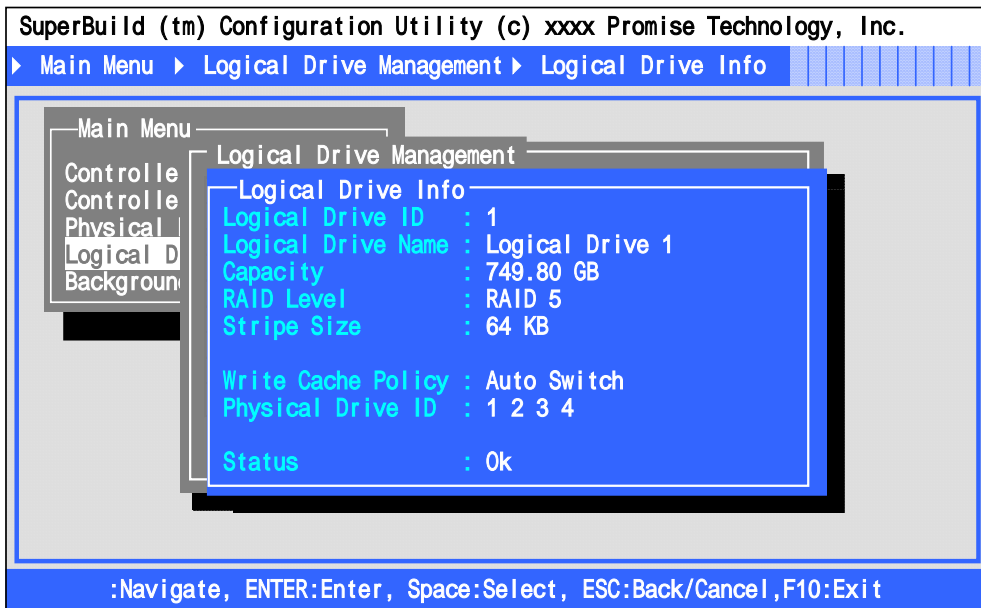 SuperBuild (tm) Configuration Utility (c) xxxx Promise Technology, Inc.
Main Menu ▶ Logical Drive Management ▶ Logical Drive Info
Main Menu
Controlle
Controlle
Physical
Logical D
Backgroun
Logical Drive Management
Logical Drive Info
Logical Drive ID : 1
Logical Drive Name : Logical Drive 1
Capacity : 749.80 GB
RAID Level : RAID 5
Stripe Size : 64 KB
Write Cache Policy : Auto Switch
Physical Drive ID : 1 2 3 4
Status : Ok
:Navigate, ENTER:Enter, Space:Select, ESC:Back/Cancel,F10:Exit